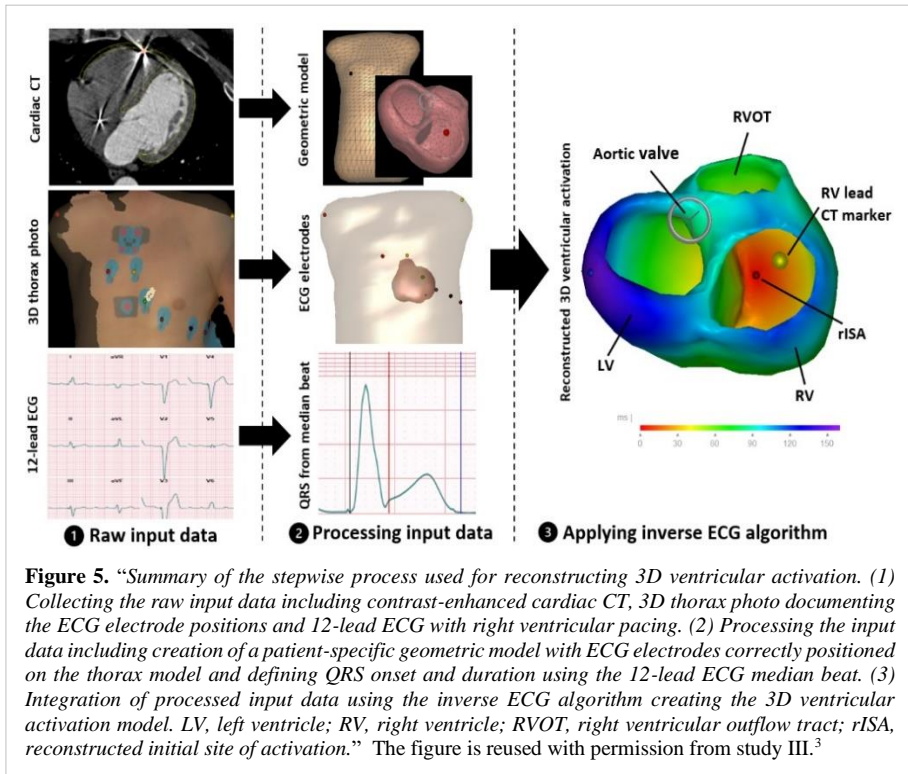 Cardiac CT
3D thorax photo
12-lead ECG
❶ Raw input data
Geometric model
ECG electrodes
QRS from median beat
❷ Processing input data
Reconstructed 3D ventricular activation
RVOT
Aortic valve
RV lead
CT marker
rISA
LV
RV
ms |
0 30 60 90 120 150
❸ Applying inverse ECG algorithm
Figure 5. “Summary of the stepwise process used for reconstructing 3D ventricular activation. (1)
Collecting the raw input data including contrast-enhanced cardiac CT, 3D thorax photo documenting
the ECG electrode positions and 12-lead ECG with right ventricular pacing. (2) Processing the input
data including creation of a patient-specific geometric model with ECG electrodes correctly positioned
on the thorax model and defining QRS onset and duration using the 12-lead ECG median beat. (3)
Integration of processed input data using the inverse ECG algorithm creating the 3D ventricular
activation model. LV, left ventricle; RV, right ventricle; RVOT, right ventricular outflow tract; rISA,
reconstructed initial site of activation.” The figure is reused with permission from study III.³